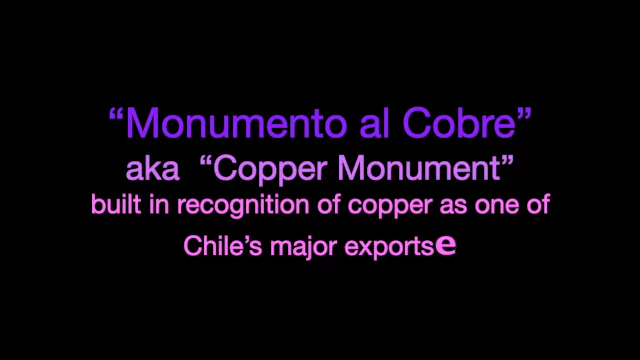 “Monumento al Cobre”
aka “Copper Monument”
built in recognition of copper as one of
Chile’s major exportse